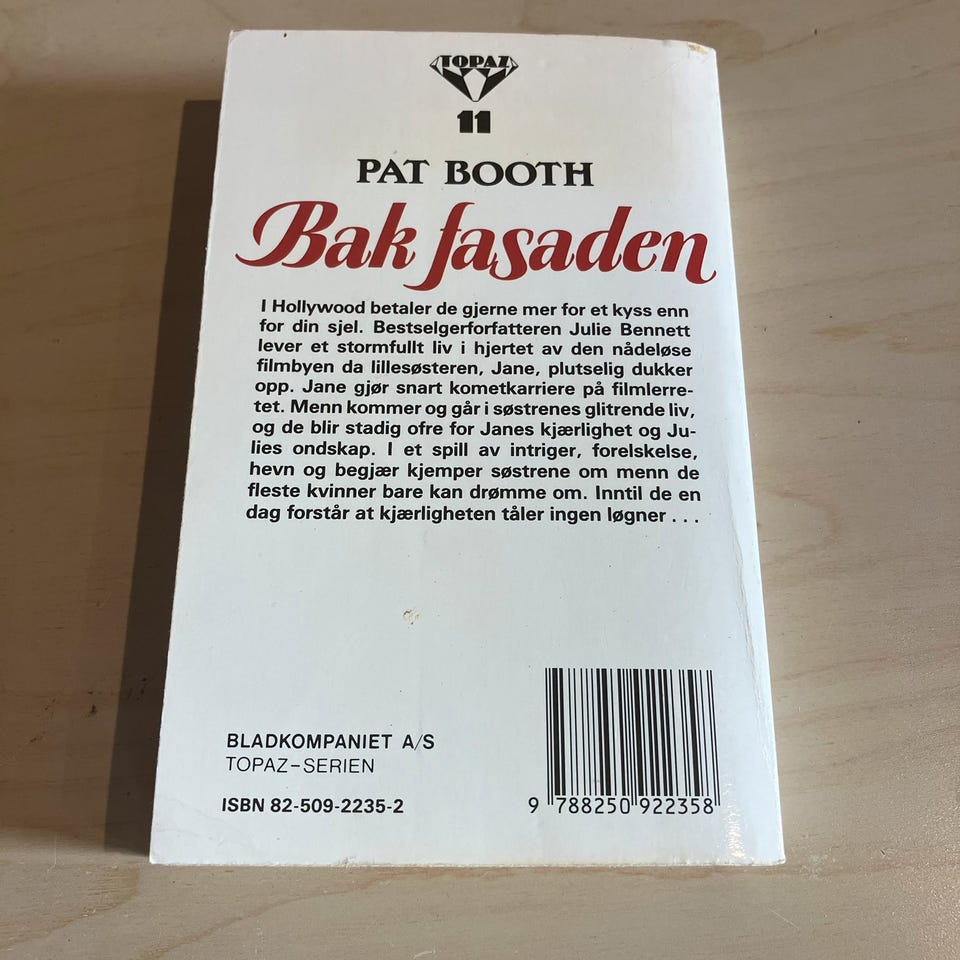 TOPAZ
11
PAT BOOTH
Bak fasaden
I Hollywood betaler de gjerne mer for et kyss enn
for din sjel. Bestselgerforfatteren Julie Bennett
lever et stormfullt liv i hjertet av den nådeløse
filmbyen da lillesøsteren, Jane, plutselig dukker
opp. Jane gjør snart kometkarriere på filmlerre-
tet. Menn kommer og går i søstrenes glitrende liv,
og de blir stadig ofre for Janes kjærlighet og Ju-
lies ondskap. I et spill av intriger, forelskelse,
hevn og begjær kjemper søstrene om menn de
fleste kvinner bare kan drømme om. Inntil de en
dag forstår at kjærligheten tåler ingen løgner . . .
BLADKOMPANIET A/S
TOPAZ-SERIEN
ISBN 82-509-2235-2
9 788250 922358